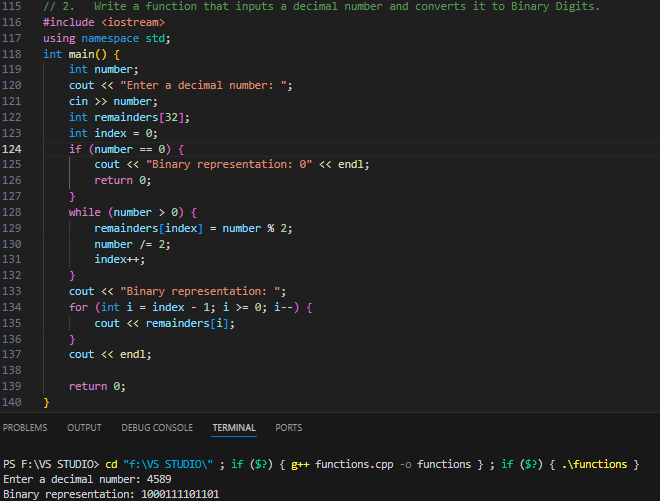 115 // 2.   Write a function that inputs a decimal number and converts it to Binary Digits.
116 #include <iostream>
117 using namespace std;
118 int main() {
119     int number;
120     cout << "Enter a decimal number: ";
121     cin >> number;
122     int remainders[32];
123     int index = 0;
124     if (number == 0) {
125         cout << "Binary representation: 0" << endl;
126         return 0;
127     }
128     while (number > 0) {
129         remainders[index] = number % 2;
130         number /= 2;
131         index++;
132     }
133     cout << "Binary representation: ";
134     for (int i = index - 1; i >= 0; i--) {
135         cout << remainders[i];
136     }
137     cout << endl;
138
139     return 0;
140 }
PROBLEMS OUTPUT DEBUG CONSOLE TERMINAL PORTS
PS F:\VS STUDIO> cd "f:\VS STUDIO\" ; if ($?) { g++ functions.cpp -o functions } ; if ($?) { .\functions }
Enter a decimal number: 4589
Binary representation: 1000111101101